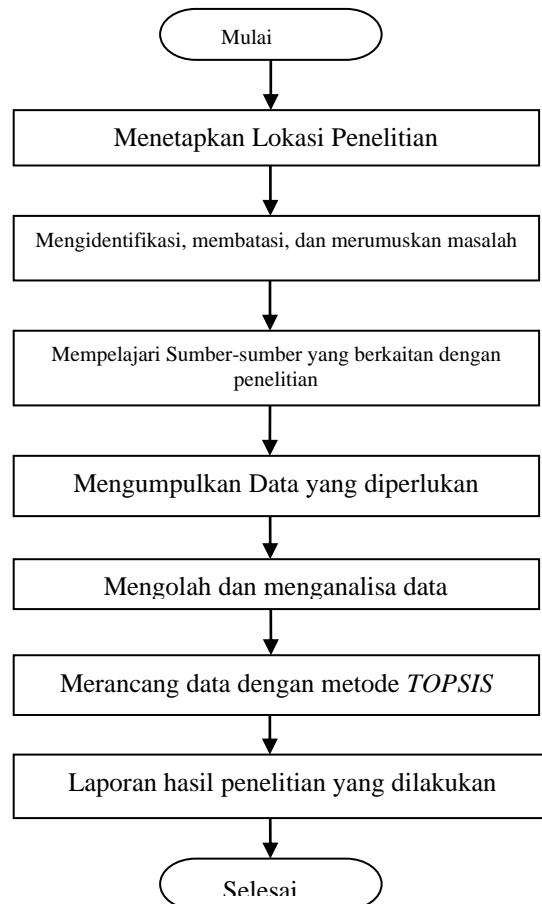 Mulai
Menetapkan Lokasi Penelitian
Mengidentifikasi, membatasi, dan merumuskan masalah
Mempelajari Sumber-sumber yang berkaitan dengan
penelitian
Mengumpulkan Data yang diperlukan
Mengolah dan menganalisa data
Merancang data dengan metode TOPSIS
Laporan hasil penelitian yang dilakukan
Selesai